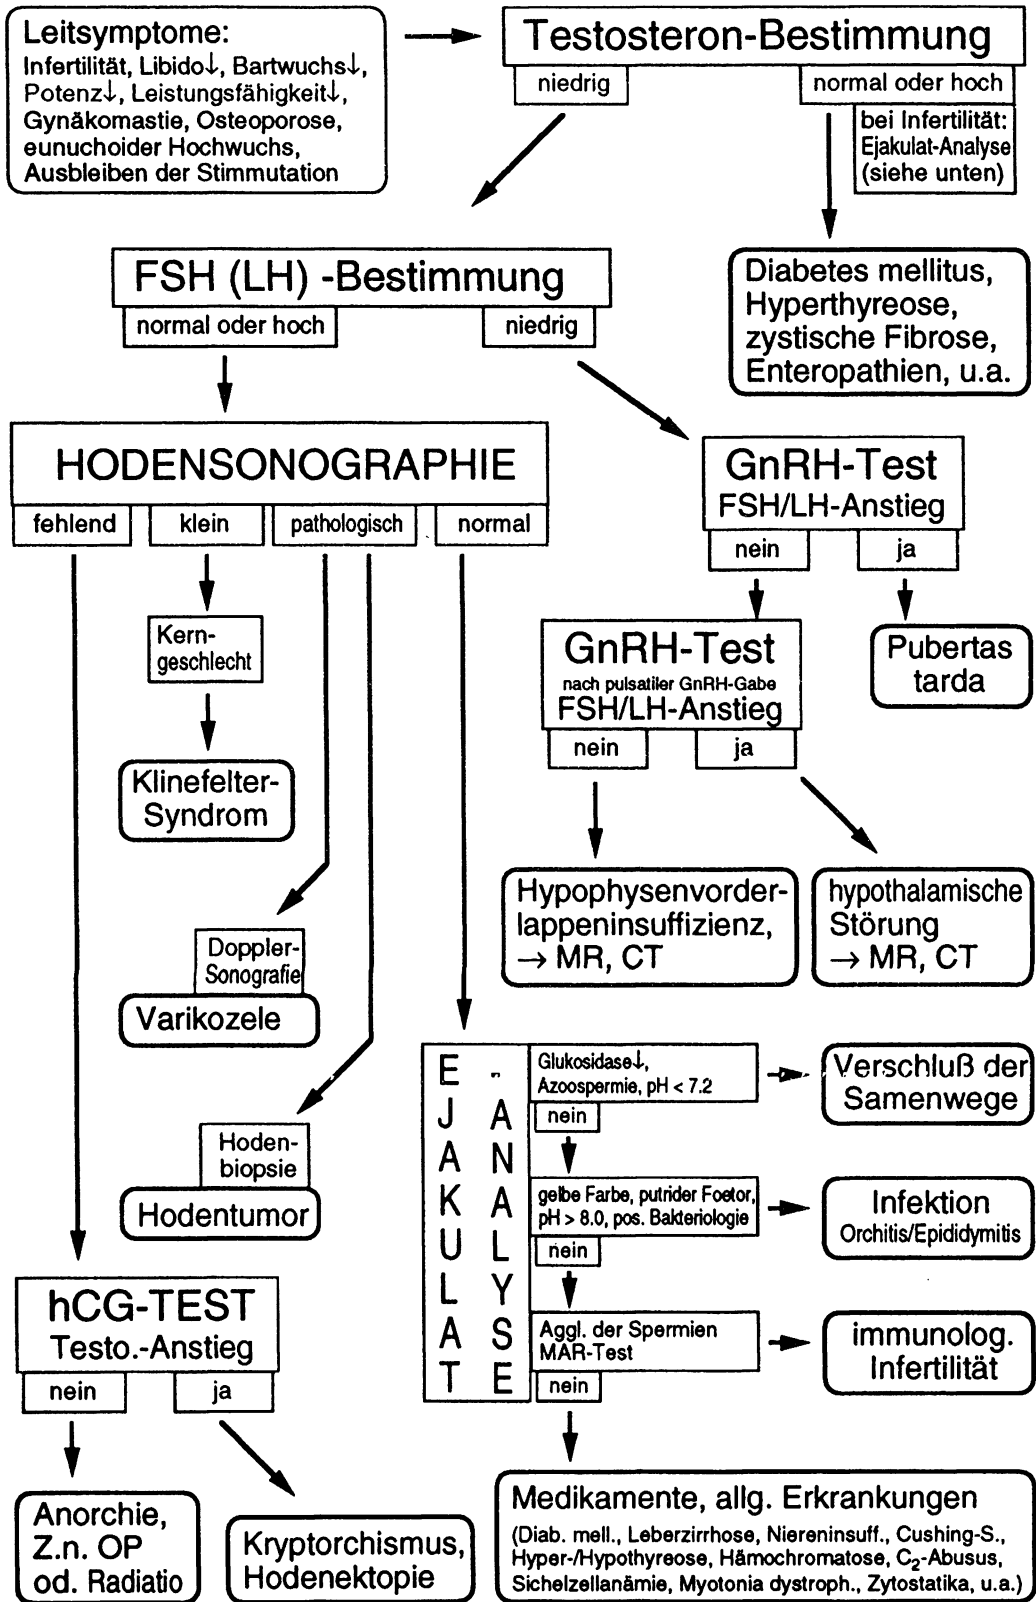 Leitsymptome:
Infertilität, Libido↓, Bartwuchs↓,
Potenz↓, Leistungsfähigkeit↓,
Gynäkomastie, Osteoporose,
eunuchoider Hochwuchs,
Ausbleiben der Stimmutation
Testosteron-Bestimmung
niedrig
normal oder hoch
bei Infertilität:
Ejakulat-Analyse
(siehe unten)
Diabetes mellitus,
Hyperthyreose,
zystische Fibrose,
Enteropathien, u.a.
FSH (LH) -Bestimmung
normal oder hoch
niedrig
HODENSONOGRAPHIE
fehlend
klein
pathologisch
normal
GnRH-Test
FSH/LH-Anstieg
nein
ja
Kern-
geschlecht
Klinefelter-
Syndrom
GnRH-Test
nach pulsatiler GnRH-Gabe
FSH/LH-Anstieg
nein
ja
Pubertas
tarda
Hypophysenvorder-
lappeninsuffizienz,
→ MR, CT
hypothalamische
Störung
→ MR, CT
Doppler-
Sonografie
Varikozele
Hoden-
biopsie
Hodentumor
EJAKULAT
-ANALYSE
Glukosidase↓,
Azoospermie, pH < 7.2
nein
Verschluß der
Samenwege
gelbe Farbe, putrider Foetor,
pH > 8.0, pos. Bakteriologie
nein
Infektion
Orchitis/Epididymitis
Aggl. der Spermien
MAR-Test
nein
immunolog.
Infertilität
hCG-TEST
Testo.-Anstieg
nein
ja
Anorchie,
Z.n. OP
od. Radiatio
Kryptorchismus,
Hodenektopie
Medikamente, allg. Erkrankungen
(Diab. mell., Leberzirrhose, Niereninsuff., Cushing-S.,
Hyper-/Hypothyreose, Hämochromatose, C₂-Abusus,
Sichelzellanämie, Myotonia dystroph., Zytostatika, u.a.)